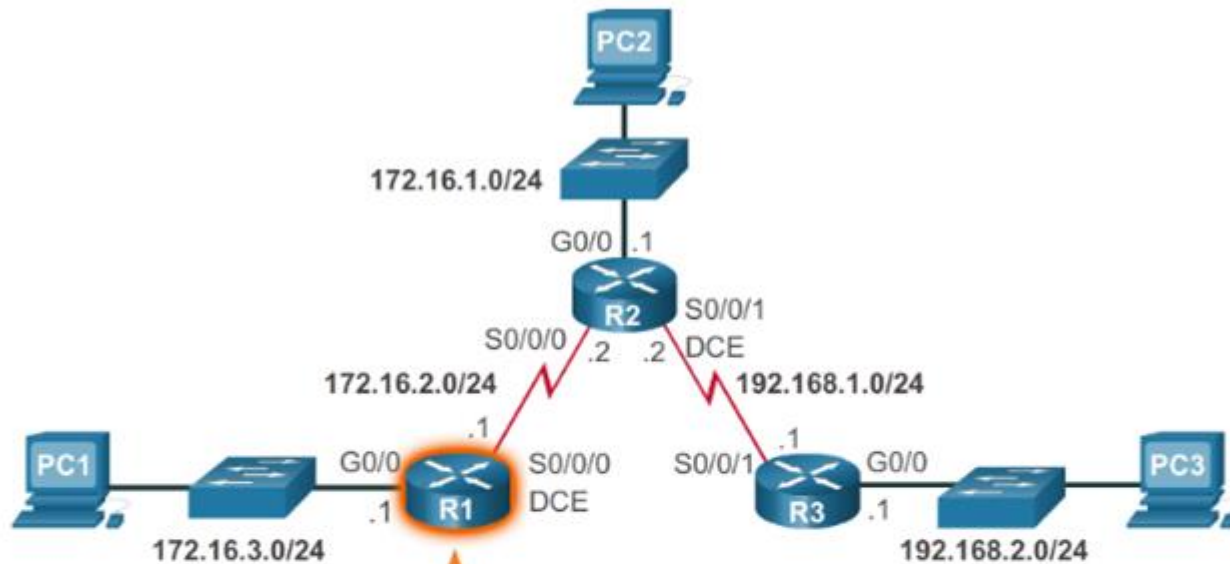 PC2
172.16.1.0/24
G0/0 .1
R2
S0/0/1
DCE
S0/0/0
.2 .2
172.16.2.0/24
192.168.1.0/24
.1
.1
PC1
G0/0
S0/0/0
DCE
S0/0/1
G0/0
PC3
.1
R1
R3
.1
172.16.3.0/24
192.168.2.0/24